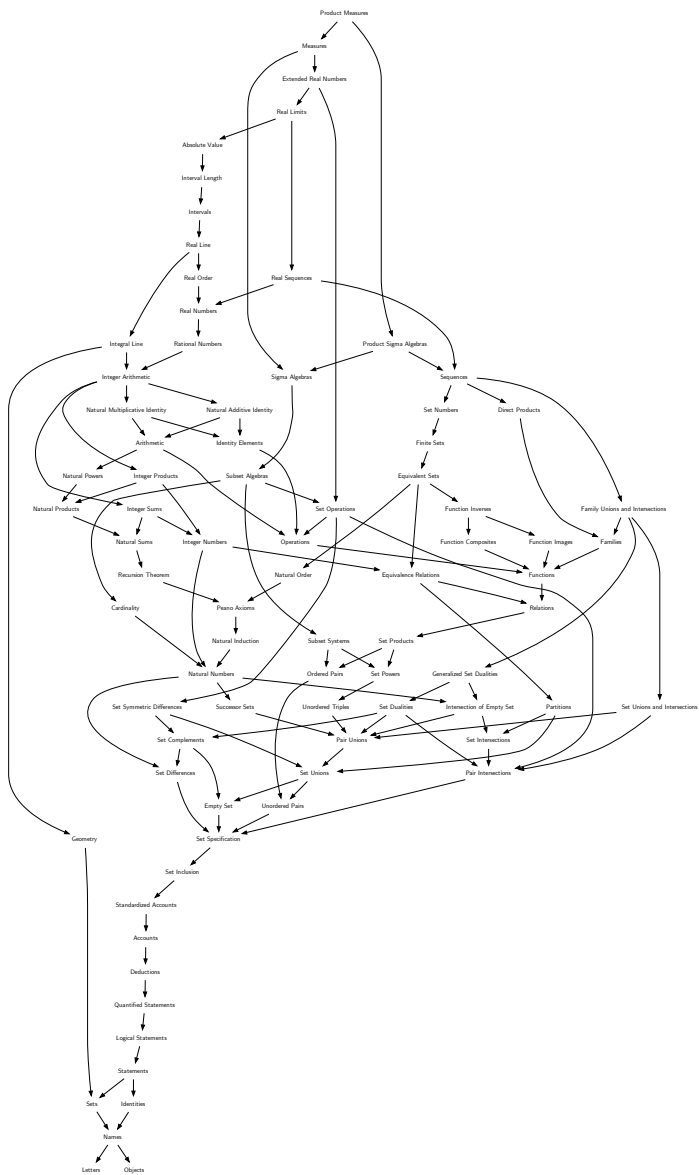 Product Measures
Measures
Extended Real Numbers
Real Limits
Absolute Value
Interval Length
Intervals
Real Line
Real Order
Real Sequences
Real Numbers
Integral Line
Rational Numbers
Product Sigma Algebras
Integer Arithmetic
Sigma Algebras
Sequences
Natural Multiplicative Identity
Natural Additive Identity
Set Numbers
Direct Products
Arithmetic
Identity Elements
Finite Sets
Natural Powers
Integer Products
Subset Algebras
Equivalent Sets
Natural Products
Integer Sums
Set Operations
Function Inverses
Family Unions and Intersections
Natural Sums
Integer Numbers
Operations
Function Composites
Function Images
Families
Recursion Theorem
Natural Order
Equivalence Relations
Functions
Cardinality
Peano Axioms
Relations
Natural Induction
Subset Systems
Set Products
Natural Numbers
Ordered Pairs
Set Powers
Generalized Set Dualities
Set Symmetric Differences
Successor Sets
Unordered Triples
Set Dualities
Intersection of Empty Set
Partitions
Set Unions and Intersections
Set Complements
Pair Unions
Set Intersections
Set Differences
Set Unions
Pair Intersections
Empty Set
Unordered Pairs
Geometry
Set Specification
Set Inclusion
Standardized Accounts
Accounts
Deductions
Quantified Statements
Logical Statements
Statements
Sets
Identities
Names
Letters
Objects